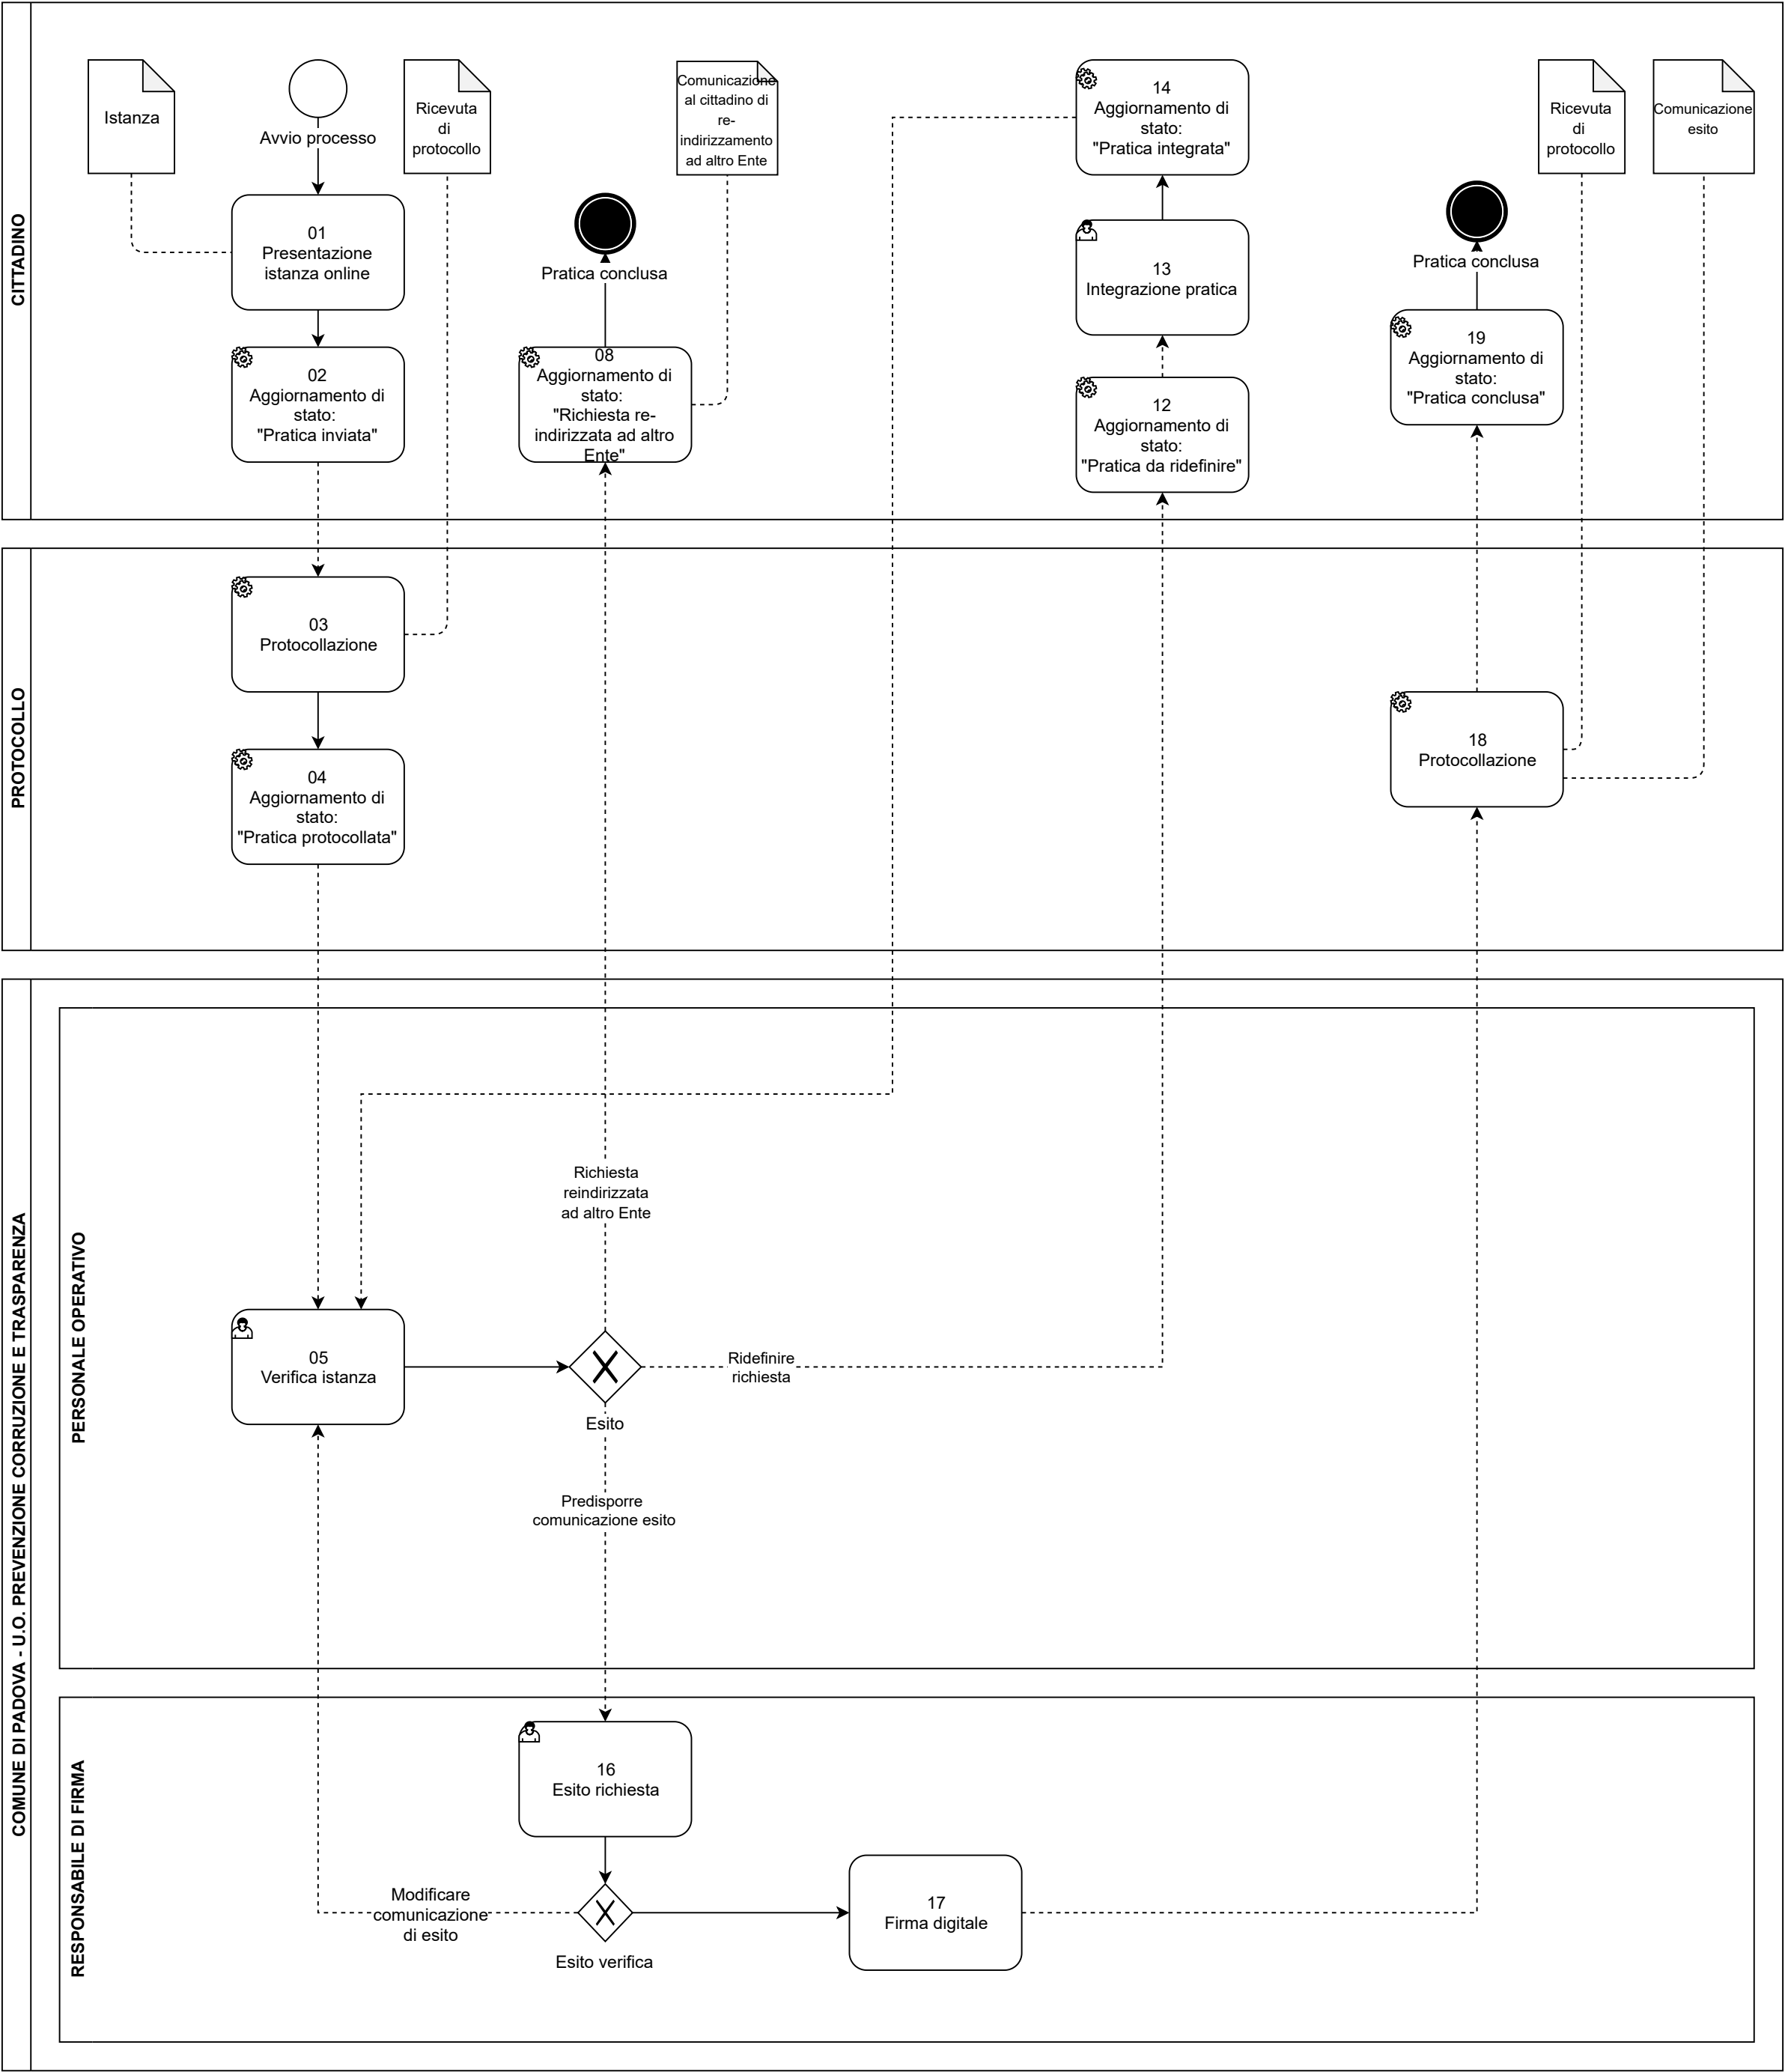 CITTADINO
Istanza
Avvio processo
Ricevuta
di
protocollo
Comunicazione
al cittadino di
re-
indirizzamento
ad altro Ente
14
Aggiornamento di
stato:
"Pratica integrata"
Ricevuta
di
protocollo
Comunicazione
esito
01
Presentazione
istanza online
Pratica conclusa
13
Integrazione pratica
Pratica conclusa
02
Aggiornamento di
stato:
"Pratica inviata"
08
Aggiornamento di
stato:
"Richiesta re-
indirizzata ad altro
Ente"
12
Aggiornamento di
stato:
"Pratica da ridefinire"
19
Aggiornamento di
stato:
"Pratica conclusa"
PROTOCOLLO
03
Protocollazione
04
Aggiornamento di
stato:
"Pratica protocollata"
18
Protocollazione
COMUNE DI PADOVA - U.O. PREVENZIONE CORRUZIONE E TRASPARENZA
PERSONALE OPERATIVO
Richiesta
reindirizzata
ad altro Ente
05
Verifica istanza
Ridefinire
richiesta
Esito
Predisporre
comunicazione esito
RESPONSABILE DI FIRMA
16
Esito richiesta
Modificare
comunicazione
di esito
17
Firma digitale
Esito verifica